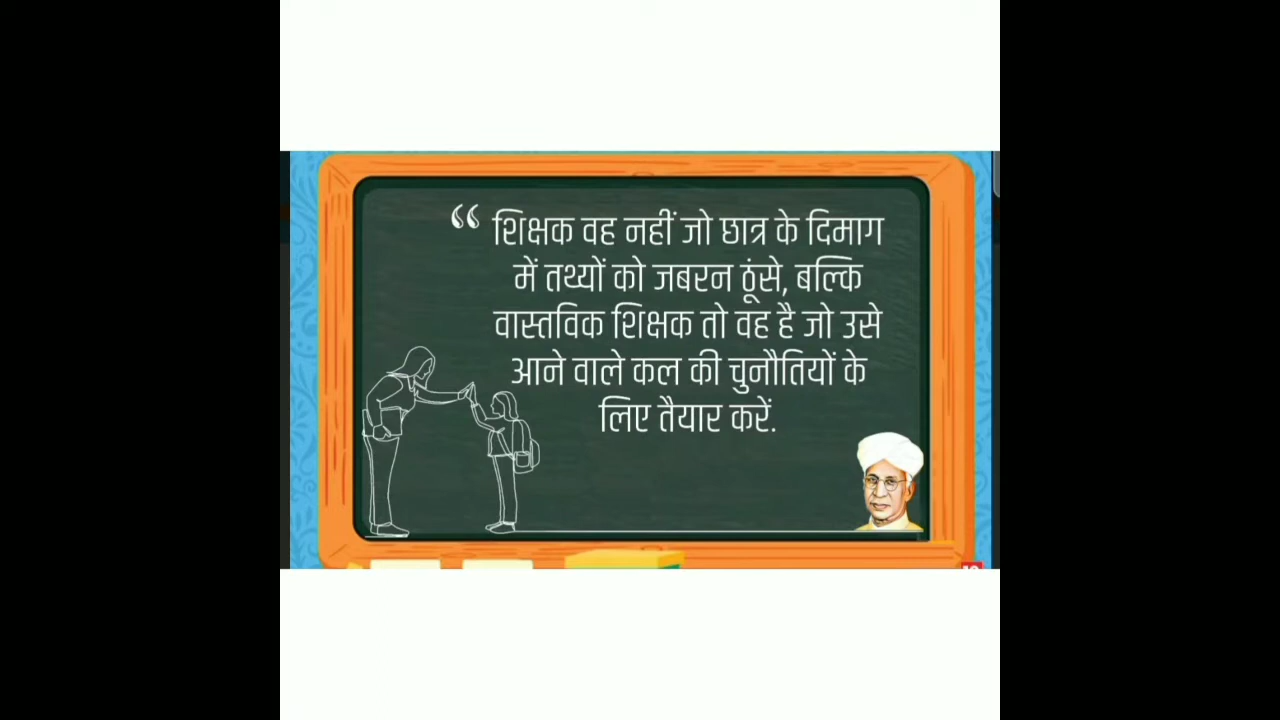 “ शिक्षक वह नहीं जो छात्र के दिमाग
में तथ्यों को जबरन ठूंसे, बल्कि
वास्तविक शिक्षक तो वह है जो उसे
आने वाले कल की चुनौतियों के
लिए तैयार करें.